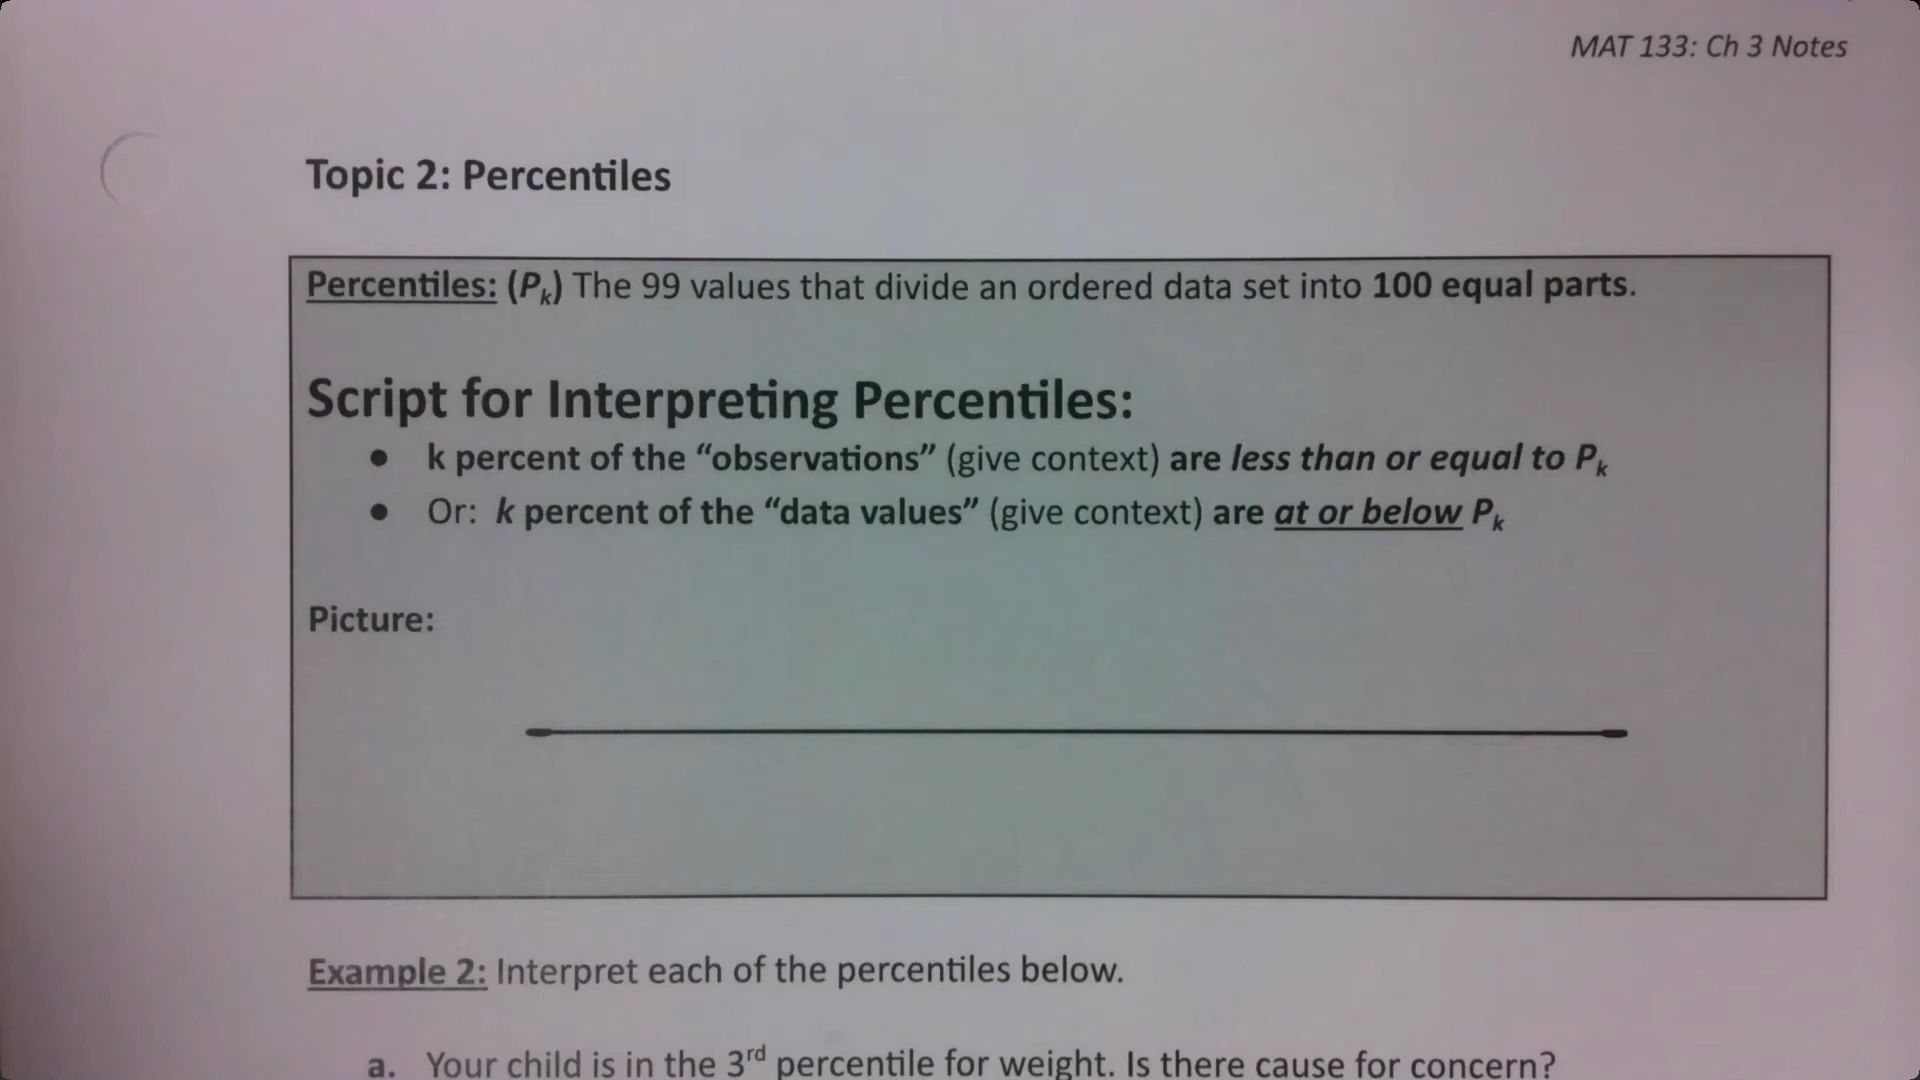 MAT 133: Ch 3 Notes
Topic 2: Percentiles
Percentiles: (Pk) The 99 values that divide an ordered data set into 100 equal parts.
Script for Interpreting Percentiles:
• k percent of the “observations” (give context) are less than or equal to Pk
• Or: k percent of the “data values” (give context) are at or below Pk
Picture:
Example 2: Interpret each of the percentiles below.
a. Your child is in the 3rd percentile for weight. Is there cause for concern?